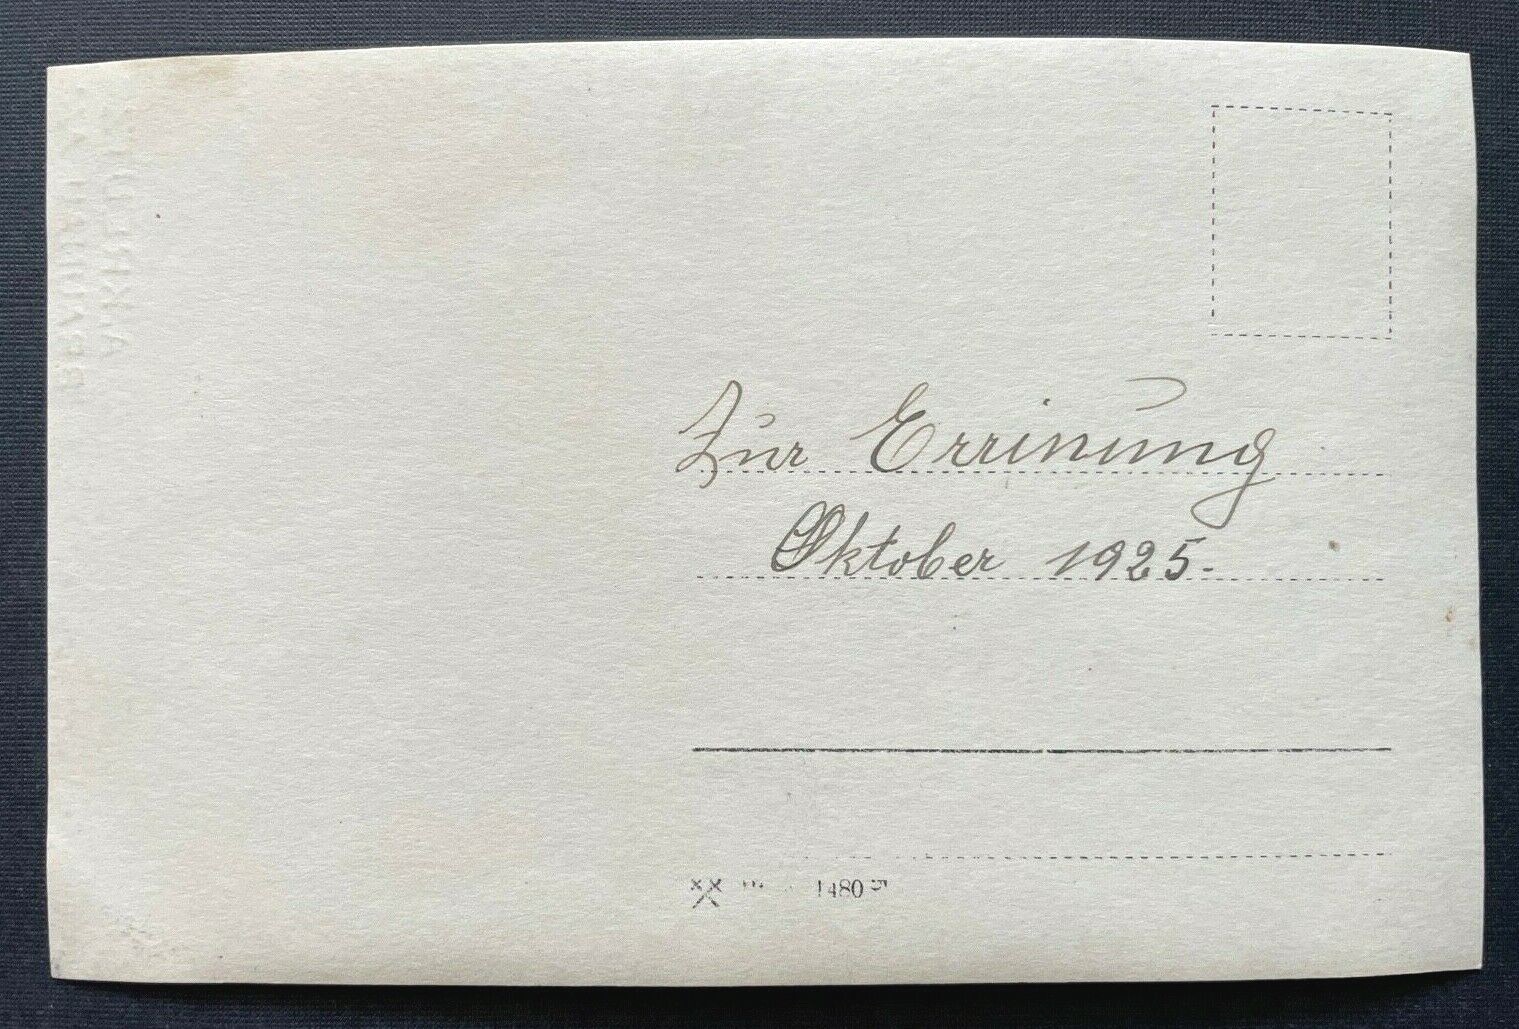 Zur Errinung
Oktober 1925.
1480